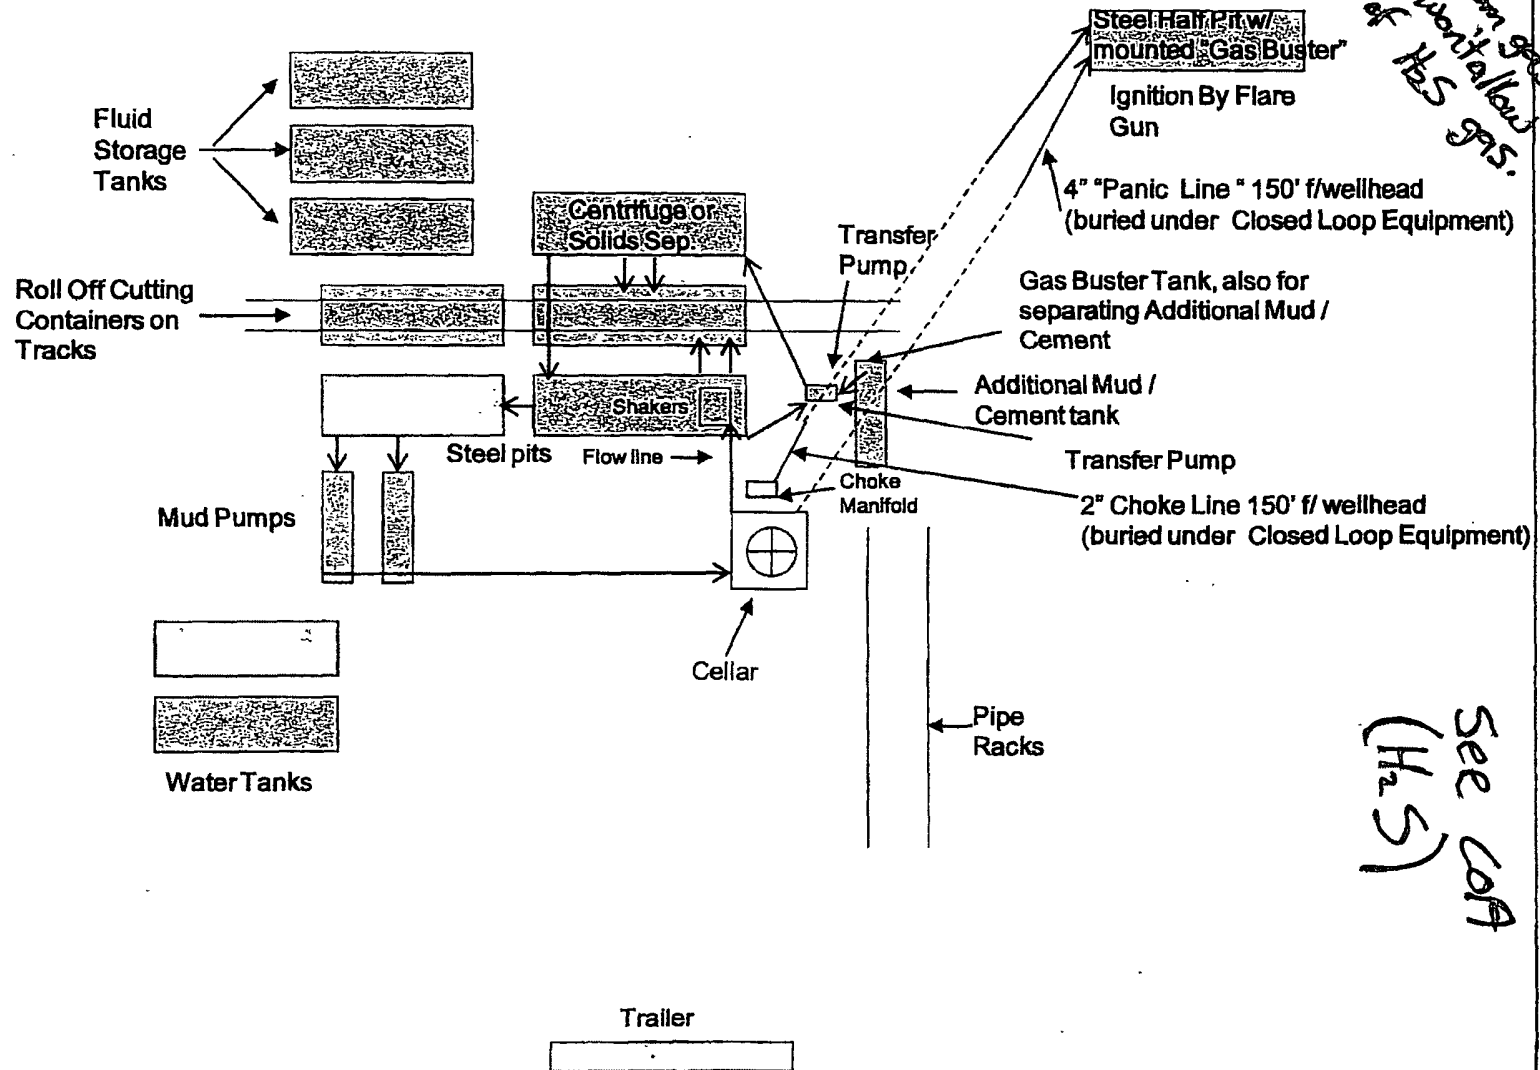 Steel Half Pit w/
mounted "Gas Buster"
Ignition By Flare
Gun
won't allow
of H2S gas.
Fluid
Storage
Tanks
4" "Panic Line " 150' f/wellhead
(buried under Closed Loop Equipment)
Centrifuge or
Solids Sep.
Transfer
Pump
Gas Buster Tank, also for
separating Additional Mud /
Cement
Roll Off Cutting
Containers on
Tracks
Additional Mud /
Cement tank
Shakers
Steel pits
Flow line
Transfer Pump
Choke
Manifold
2" Choke Line 150' f/ wellhead
(buried under Closed Loop Equipment)
Mud Pumps
Cellar
Pipe
Racks
Water Tanks
See COA
(H2S)
Trailer